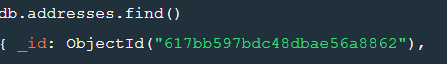 db.addresses.find()
{ _id: ObjectId("617bb597bdc48dbae56a8862"),